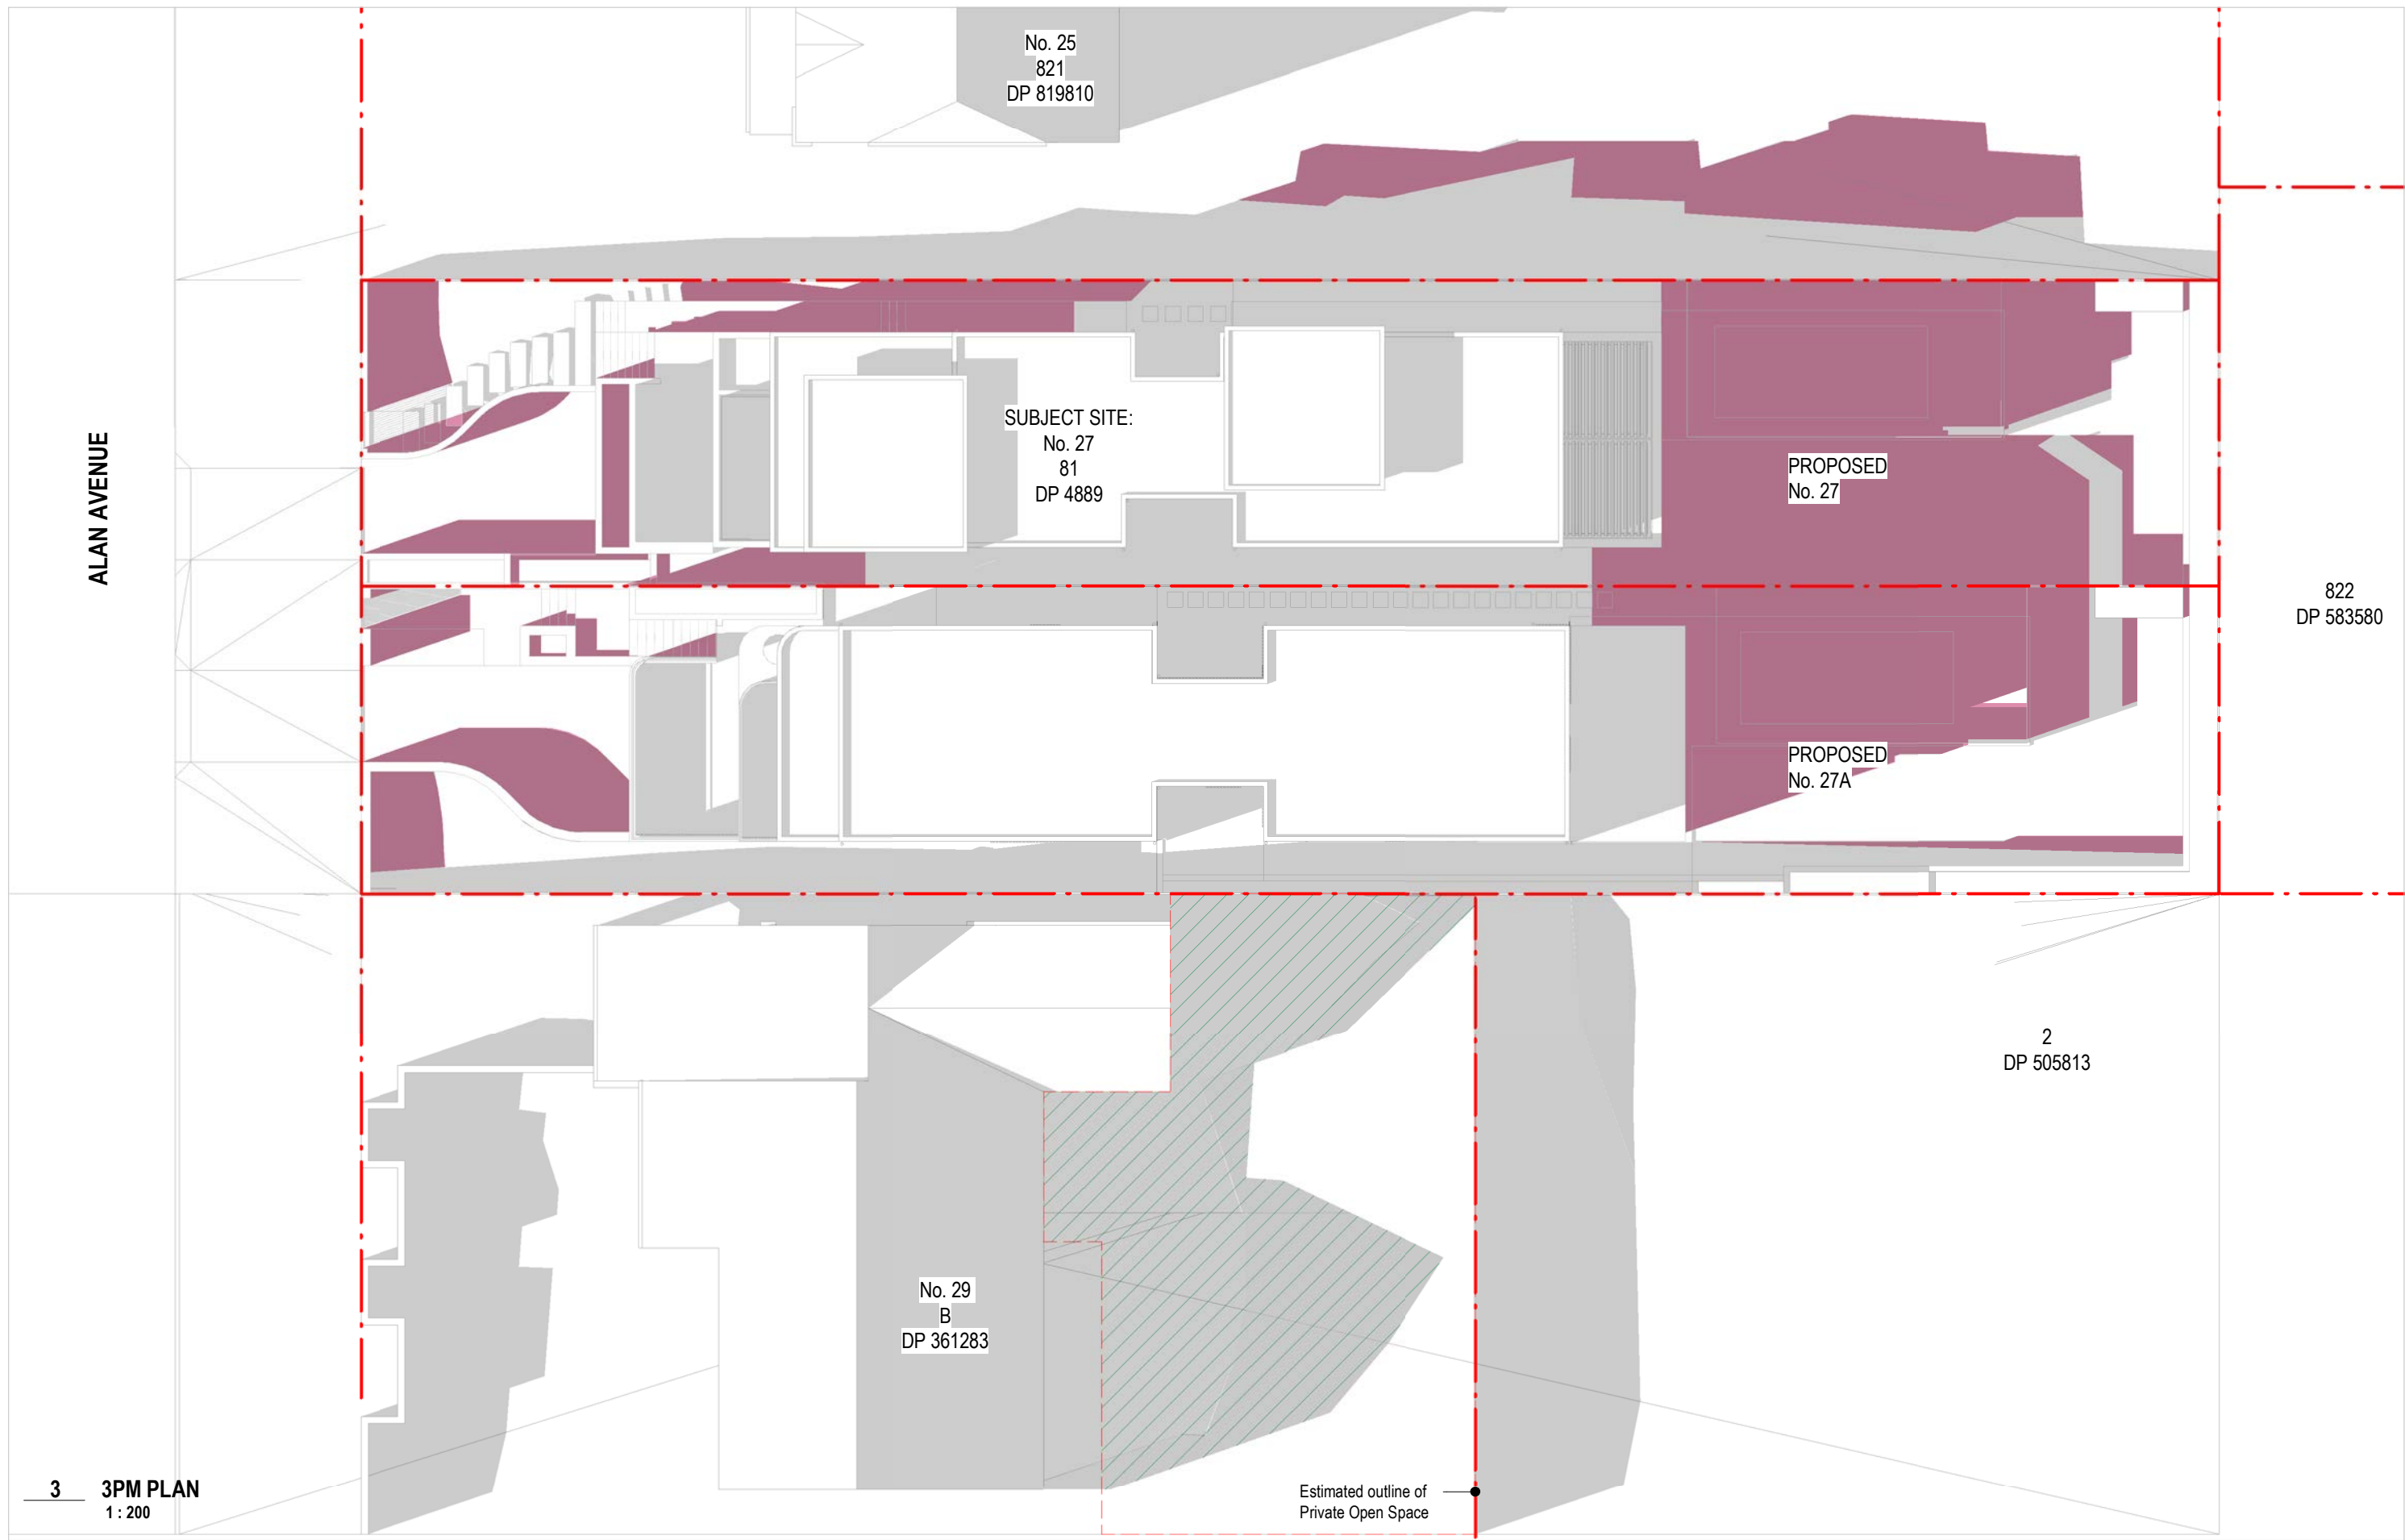 No. 25
821
DP 819810
ALAN AVENUE
SUBJECT SITE:
No. 27
81
DP 4889
PROPOSED
No. 27
822
DP 583580
PROPOSED
No. 27A
2
DP 505813
No. 29
B
DP 361283
Estimated outline of
Private Open Space
3 3PM PLAN
1 : 200